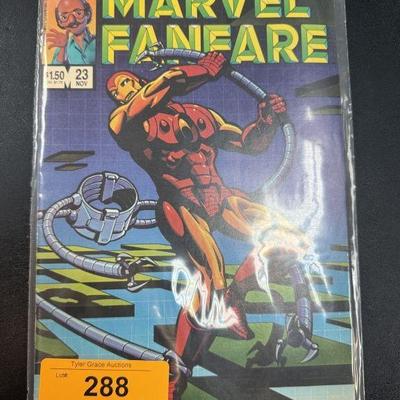 MARVEL
FANFARE
$1.50
23
NOV
Tyler Grace Auctions
Lot#
288